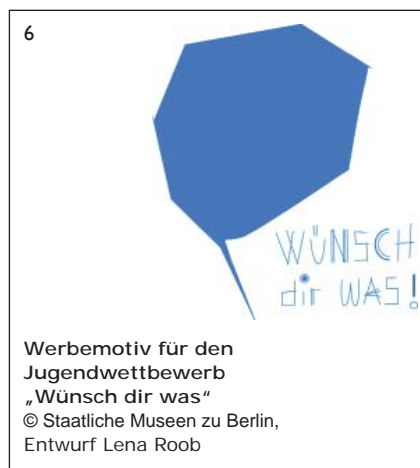 6
WÜNSCH
dir WAS!
Werbemotiv für den
Jugendwettbewerb
„Wünsch dir was“
© Staatliche Museen zu Berlin,
Entwurf Lena Roob